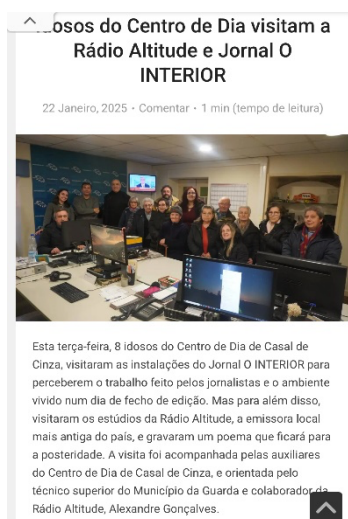 Idosos do Centro de Dia visitam a
Rádio Altitude e Jornal O
INTERIOR
22 Janeiro, 2025 • Comentar • 1 min (tempo de leitura)
Esta terça-feira, 8 idosos do Centro de Dia de Casal de
Cinza, visitaram as instalações do Jornal O INTERIOR para
perceberem o trabalho feito pelos jornalistas e o ambiente
vivido num dia de fecho de edição. Mas para além disso,
visitaram os estúdios da Rádio Altitude, a emissora local
mais antiga do país, e gravaram um poema que ficará para
a posteridade. A visita foi acompanhada pelas auxiliares
do Centro de Dia de Casal de Cinza, e orientada pelo
técnico superior do Município da Guarda e colaborador da
Rádio Altitude, Alexandre Gonçalves.